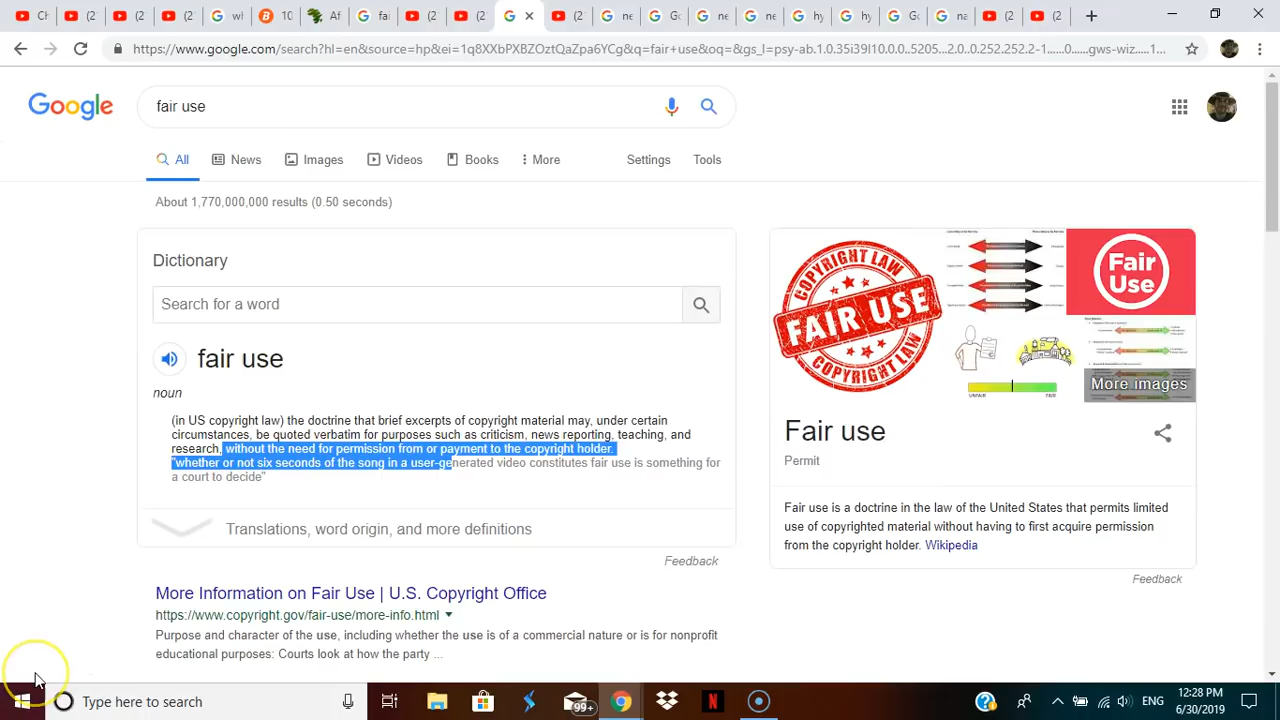 https://www.google.com/search?hl=en&source=hp&ei=1q8XXbPXBZOztQaZpa6YCg&q=fair+use&oq=&gs_l=psy-ab.1.0.35i39l10.0.0..5205...2.0..0.252.252.2-1......0....gws-wiz.....1...
Google
fair use
All News Images Videos Books More Settings Tools
About 1,770,000,000 results (0.50 seconds)
Dictionary
Search for a word
fair use
noun
(in US copyright law) the doctrine that brief excerpts of copyright material may, under certain
circumstances, be quoted verbatim for purposes such as criticism, news reporting, teaching, and
research, without the need for permission from or payment to the copyright holder.
"whether or not six seconds of the song in a user-generated video constitutes fair use is something for
a court to decide"
Translations, word origin, and more definitions
Feedback
More Information on Fair Use | U.S. Copyright Office
https://www.copyright.gov/fair-use/more-info.html
Purpose and character of the use, including whether the use is of a commercial nature or is for nonprofit
educational purposes: Courts look at how the party ...
COPYRIGHT LAW
FAIR USE
COPYRIGHT LAW
Fair
Use
UNFAIR FAIR
More images
Fair use
Permit
Fair use is a doctrine in the law of the United States that permits limited
use of copyrighted material without having to first acquire permission
from the copyright holder. Wikipedia
Feedback
Type here to search
99+
ENG
12:28 PM
6/30/2019